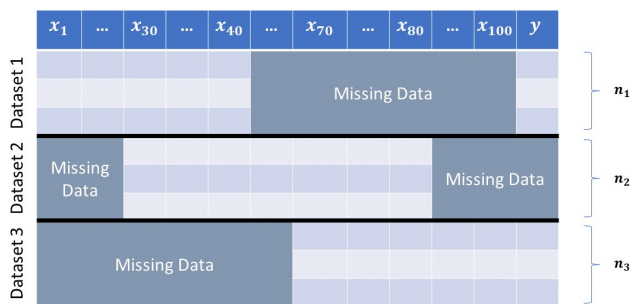 x₁ ... x₃₀ ... x₄₀ ... x₇₀ ... x₈₀ ... x₁₀₀ y
Dataset 1
Missing Data
n₁
Dataset 2
Missing
Data
Missing Data
n₂
Dataset 3
Missing Data
n₃